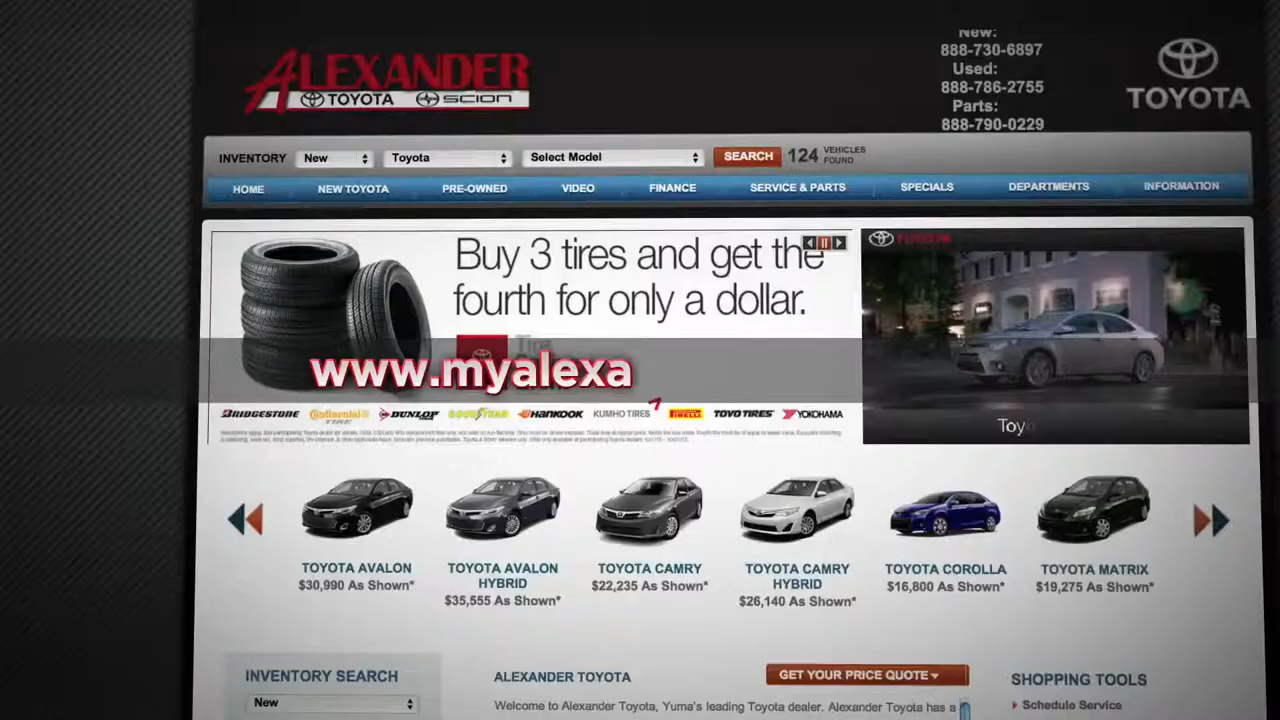 ALEXANDER
TOYOTA SCION
New:
888-730-6897
Used:
888-786-2755
Parts:
888-790-0229
TOYOTA
INVENTORY New Toyota Select Model SEARCH 124 VEHICLES FOUND
HOME NEW TOYOTA PRE-OWNED VIDEO FINANCE SERVICE & PARTS SPECIALS DEPARTMENTS INFORMATION
Buy 3 tires and get the
fourth for only a dollar.
Tire
www.myalexa
BRIDGESTONE Continental DUNLOP GOODYEAR HANKOOK KUMHO TIRES PIRELLI TOYO TIRES YOKOHAMA
TOYOTA
Toyo
TOYOTA AVALON
$30,990 As Shown*
TOYOTA AVALON
HYBRID
$35,555 As Shown*
TOYOTA CAMRY
$22,235 As Shown*
TOYOTA CAMRY
HYBRID
$26,140 As Shown*
TOYOTA COROLLA
$16,800 As Shown*
TOYOTA MATRIX
$19,275 As Shown*
INVENTORY SEARCH
New
ALEXANDER TOYOTA
GET YOUR PRICE QUOTE
Welcome to Alexander Toyota, Yuma's leading Toyota dealer. Alexander Toyota has a
SHOPPING TOOLS
Schedule Service